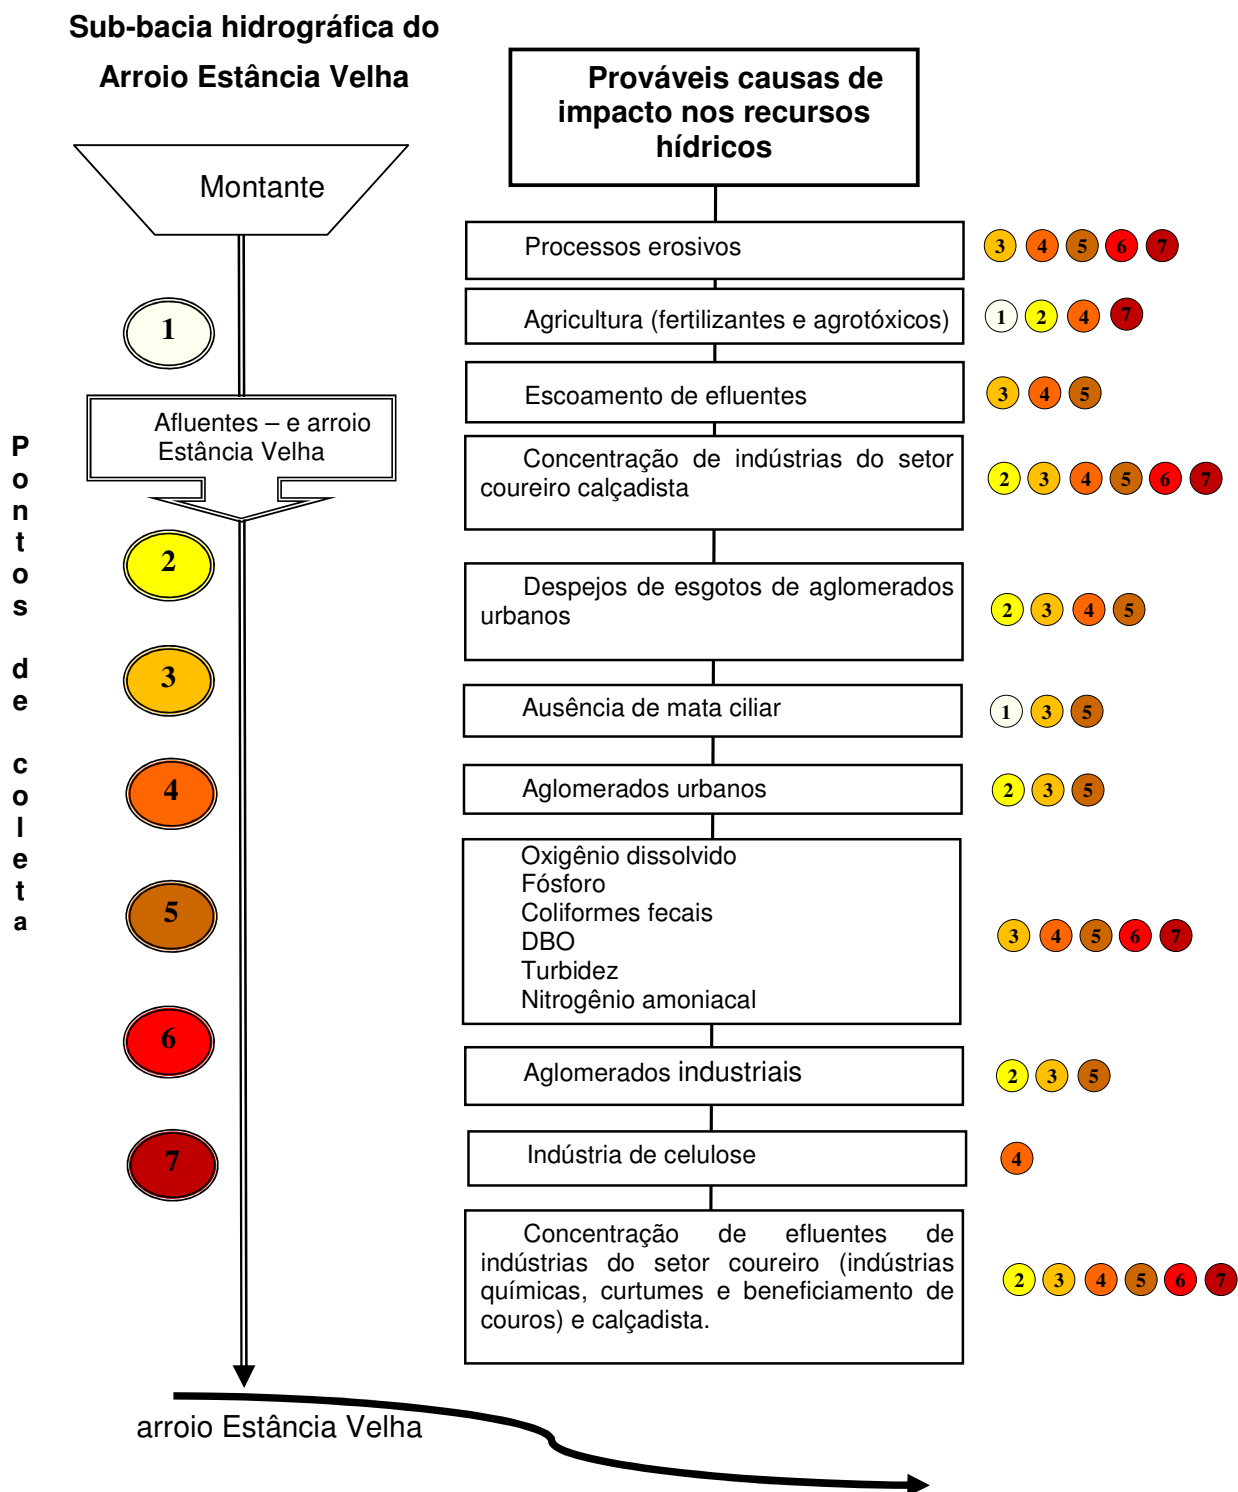 Sub-bacia hidrográfica do
Arroio Estância Velha
Montante
Pontos de coleta
1
Afluentes – e arroio
Estância Velha
2
3
4
5
6
7
arroio Estância Velha
Prováveis causas de
impacto nos recursos
hídricos
Processos erosivos
3 4 5 6 7
Agricultura (fertilizantes e agrotóxicos)
1 2 4 7
Escoamento de efluentes
3 4 5
Concentração de indústrias do setor
coureiro calçadista
2 3 4 5 6 7
Despejos de esgotos de aglomerados
urbanos
2 3 4 5
Ausência de mata ciliar
1 3 5
Aglomerados urbanos
2 3 5
Oxigênio dissolvido
Fósforo
Coliformes fecais
DBO
Turbidez
Nitrogênio amoniacal
3 4 5 6 7
Aglomerados industriais
2 3 5
Indústria de celulose
4
Concentração de efluentes de
indústrias do setor coureiro (indústrias
químicas, curtumes e beneficiamento de
couros) e calçadista.
2 3 4 5 6 7